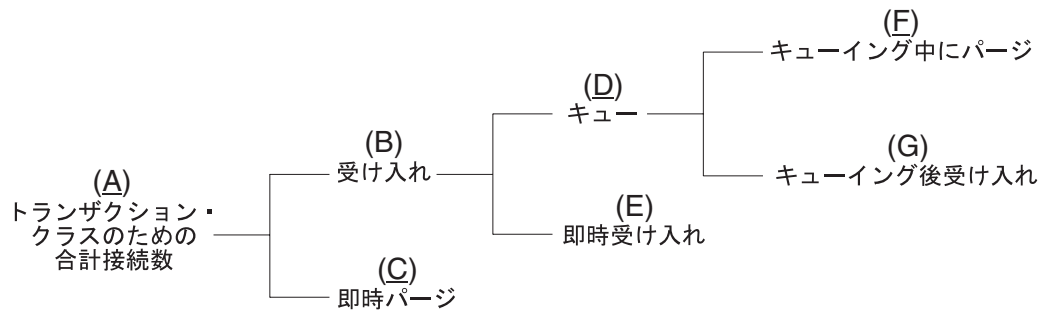 (F)
キューイング中にパージ
(D)
キュー
(B)
受け入れ
(G)
キューイング後受け入れ
(A)
トランザクション・
クラスのための
合計接続数
(E)
即時受け入れ
(C)
即時パージ